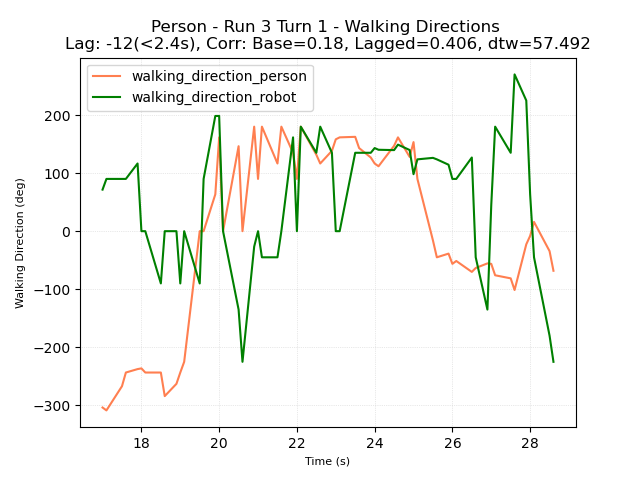 Person - Run 3 Turn 1 - Walking Directions
Lag: -12(<2.4s), Corr: Base=0.18, Lagged=0.406, dtw=57.492
walking_direction_person
walking_direction_robot
Walking Direction (deg)
200
100
0
−100
−200
−300
18 20 22 24 26 28
Time (s)